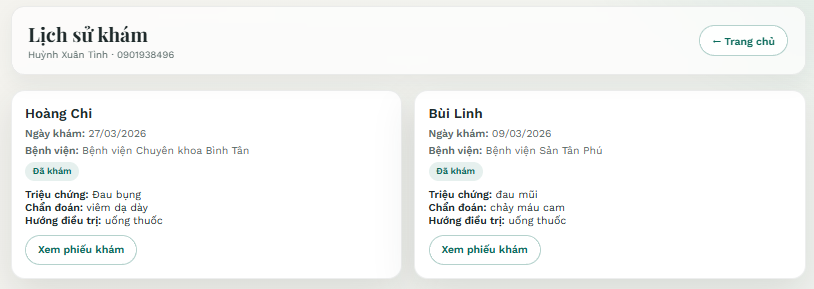 Lịch sử khám
Huỳnh Xuân Tình · 0901938496
← Trang chủ
Hoàng Chi
Ngày khám: 27/03/2026
Bệnh viện: Bệnh viện Chuyên khoa Bình Tân
Đã khám
Triệu chứng: Đau bụng
Chẩn đoán: viêm dạ dày
Hướng điều trị: uống thuốc
Xem phiếu khám
Bùi Linh
Ngày khám: 09/03/2026
Bệnh viện: Bệnh viện Sản Tân Phú
Đã khám
Triệu chứng: đau mũi
Chẩn đoán: chảy máu cam
Hướng điều trị: uống thuốc
Xem phiếu khám